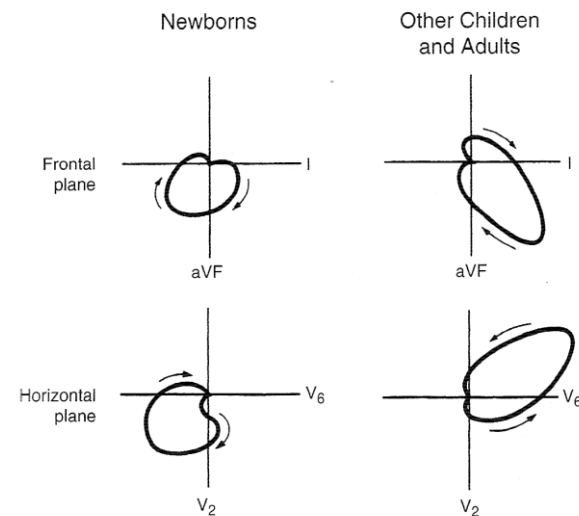 Newborns
Other Children
and Adults
Frontal
plane
I
I
aVF
aVF
Horizontal
plane
V6
V6
V2
V2